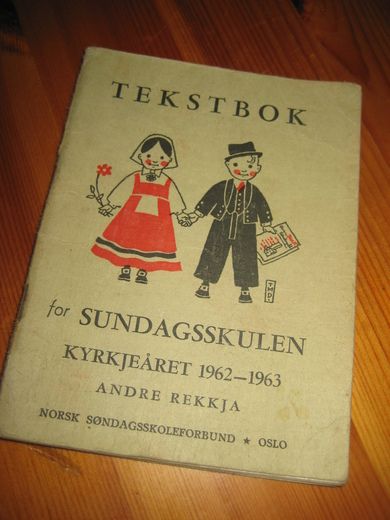 TEKSTBOK
for SUNDAGSSKULEN
KYRKJEÅRET 1962–1963
ANDRE REKKJA
NORSK SØNDAGSSKOLEFORBUND ★ OSLO